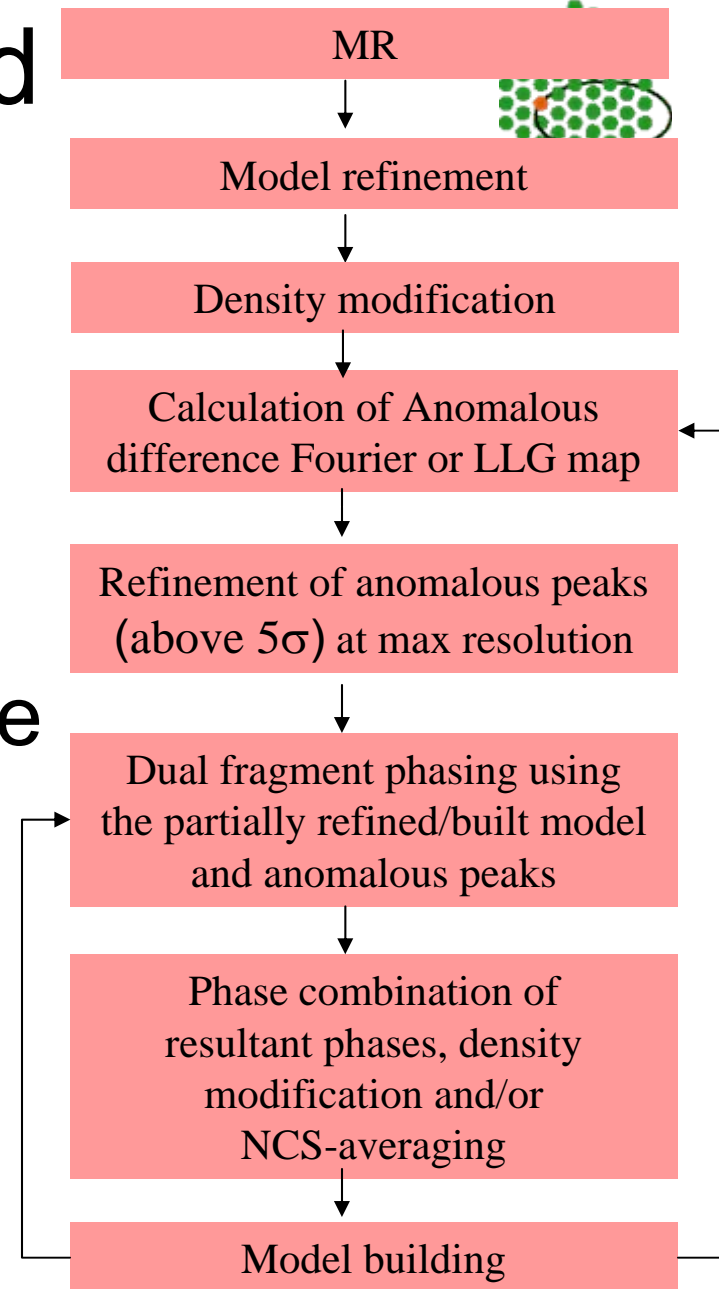 d
MR
Model refinement
Density modification
Calculation of Anomalous
difference Fourier or LLG map
Refinement of anomalous peaks
(above 5σ) at max resolution
e
Dual fragment phasing using
the partially refined/built model
and anomalous peaks
Phase combination of
resultant phases, density
modification and/or
NCS-averaging
Model building